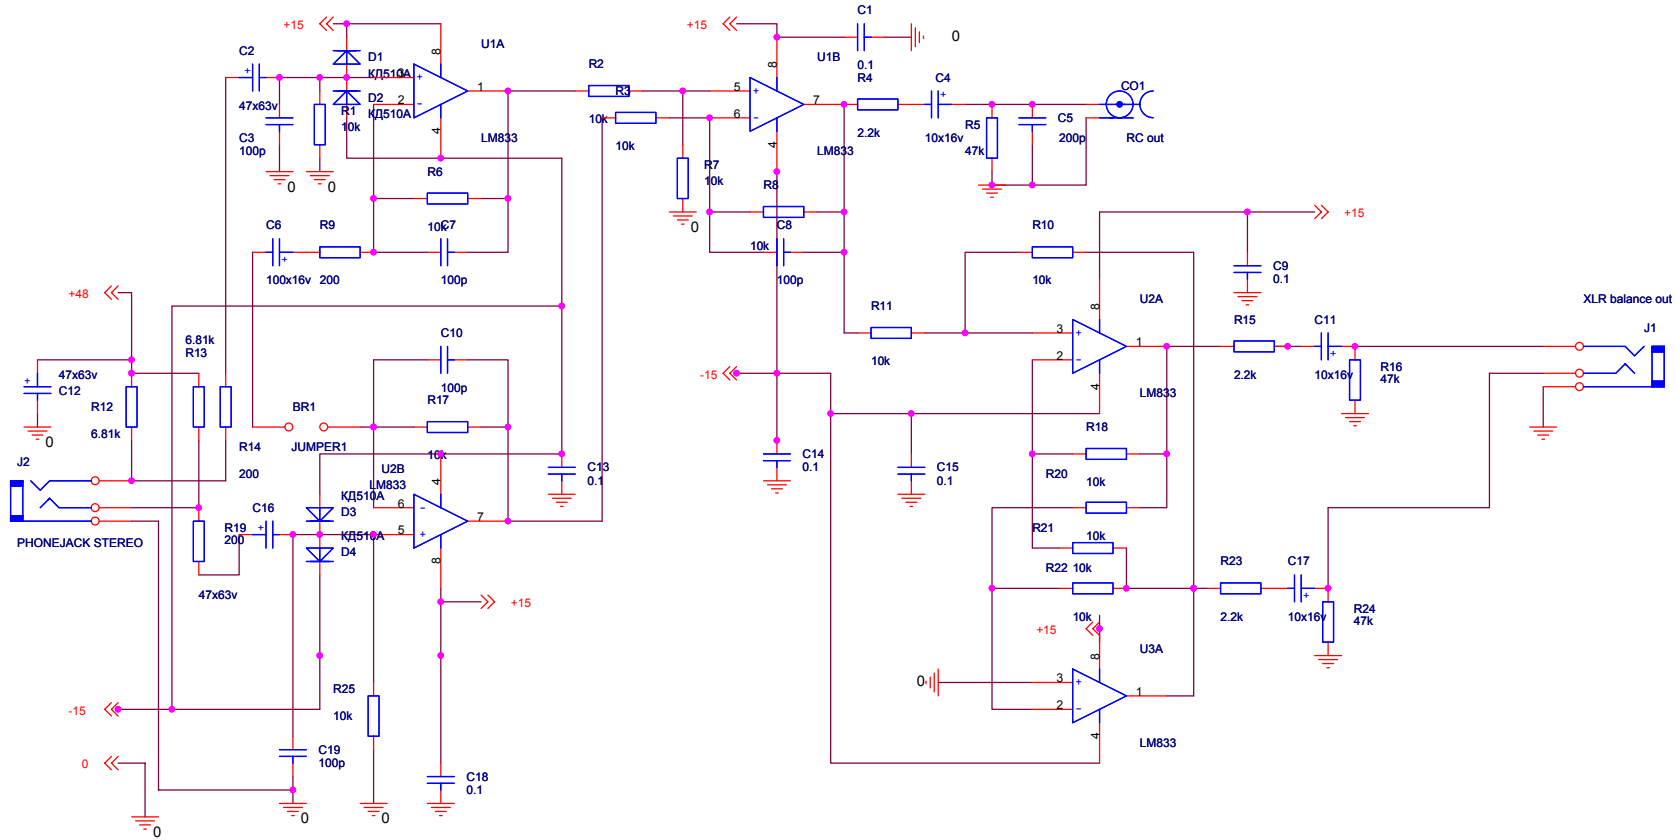 +15
C2
47x63v
C3
100p
0
R1
10k
0
D1
КД510A
D2
КД510A
3
2
8
4
1
U1A
LM833
R6
10k
C7
100p
C6
100x16v
R9
200
R2
10k
R3
10k
+15
C1
0.1
0
U1B
8
5
6
7
4
LM833
R7
10k
0
R8
10k
C8
100p
R4
2.2k
C4
10x16v
R5
47k
C5
200p
CO1
RC out
+48
47x63v
C12
0
R12
6.81k
6.81k
R13
R14
200
J2
PHONEJACK STEREO
R19
200
47x63v
C16
BR1
JUMPER1
C10
100p
R17
10k
U2B
LM833
КД510A
D3
КД510A
D4
4
6
5
7
8
+15
C13
0.1
-15
0
0
C19
100p
0
R25
10k
0
C18
0.1
-15
C14
0.1
C15
0.1
R11
10k
R10
10k
+15
C9
0.1
U2A
8
3
2
1
4
LM833
R15
2.2k
C11
10x16v
R16
47k
XLR balance out
J1
R18
10k
R20
10k
R21
10k
R22
10k
R23
2.2k
C17
10x16v
R24
47k
+15
U3A
8
0
3
2
1
4
LM833